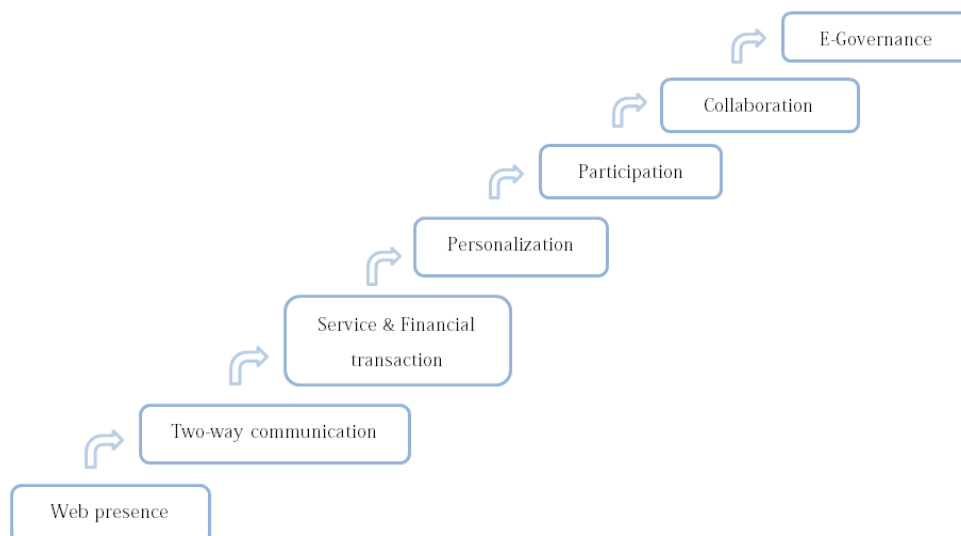 E-Governance
Collaboration
Participation
Personalization
Service & Financial
transaction
Two-way communication
Web presence